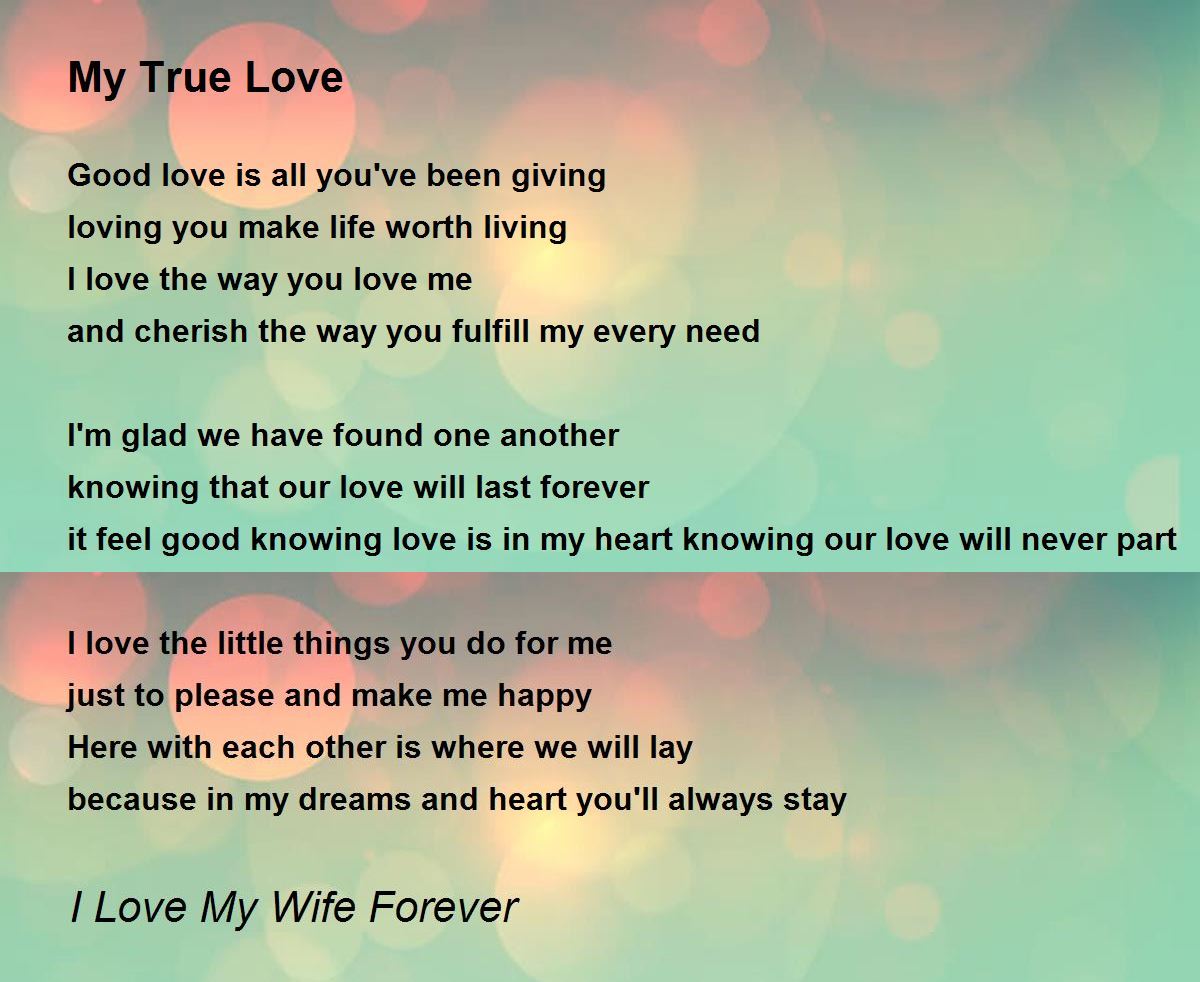 My True Love
Good love is all you've been giving
loving you make life worth living
I love the way you love me
and cherish the way you fulfill my every need
I'm glad we have found one another
knowing that our love will last forever
it feel good knowing love is in my heart knowing our love will never part
I love the little things you do for me
just to please and make me happy
Here with each other is where we will lay
because in my dreams and heart you'll always stay
I Love My Wife Forever